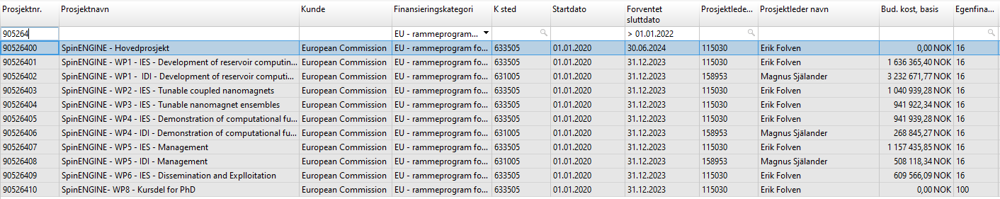 Prosjektnr. Prosjektnavn Kunde Finansieringskategori K sted Startdato Forventet sluttdato Prosjektlede... Prosjektleder navn Bud. kost, basis Egenfina...
905264 EU - rammeprogram... > 01.01.2022
90526400 SpinENGINE - Hovedprosjekt European Commission EU - rammeprogram fo... 633505 01.01.2020 30.06.2024 115030 Erik Folven 0,00 NOK 16
90526401 SpinENGINE - WP1 - IES - Development of reservoir computin... European Commission EU - rammeprogram fo... 633505 01.01.2020 31.12.2023 115030 Erik Folven 1 636 365,40 NOK 16
90526402 SpinENGINE - WP1 - IDI - Development of reservoir computi... European Commission EU - rammeprogram fo... 631005 01.01.2020 31.12.2023 158953 Magnus Själander 3 232 671,77 NOK 16
90526403 SpinENGINE - WP2 - IES - Tunable coupled nanomagnets European Commission EU - rammeprogram fo... 633505 01.01.2020 31.12.2023 115030 Erik Folven 1 040 939,28 NOK 16
90526404 SpinENGINE - WP3 - IES - Tunable nanomagnet ensembles European Commission EU - rammeprogram fo... 633505 01.01.2020 31.12.2023 115030 Erik Folven 941 922,34 NOK 16
90526405 SpinENGINE - WP4 - IES - Demonstration of computational fu... European Commission EU - rammeprogram fo... 633505 01.01.2020 31.12.2023 115030 Erik Folven 941 939,28 NOK 16
90526406 SpinENGINE - WP4 - IDI - Demonstration of computational fu... European Commission EU - rammeprogram fo... 631005 01.01.2020 31.12.2023 158953 Magnus Själander 268 845,27 NOK 16
90526407 SpinENGINE - WP5 - IES - Management European Commission EU - rammeprogram fo... 633505 01.01.2020 31.12.2023 115030 Erik Folven 1 157 435,85 NOK 16
90526408 SpinENGINE - WP5 - IDI - Management European Commission EU - rammeprogram fo... 631005 01.01.2020 31.12.2023 158953 Magnus Själander 508 118,34 NOK 16
90526409 SpinENGINE - WP6 - IES - Dissemination and Explloitation European Commission EU - rammeprogram fo... 633505 01.01.2020 31.12.2023 115030 Erik Folven 609 566,09 NOK 16
90526410 SpinENGINE- WP8 - Kursdel for PhD European Commission EU - rammeprogram fo... 633505 01.01.2020 31.12.2023 115030 Erik Folven 0,00 NOK 100